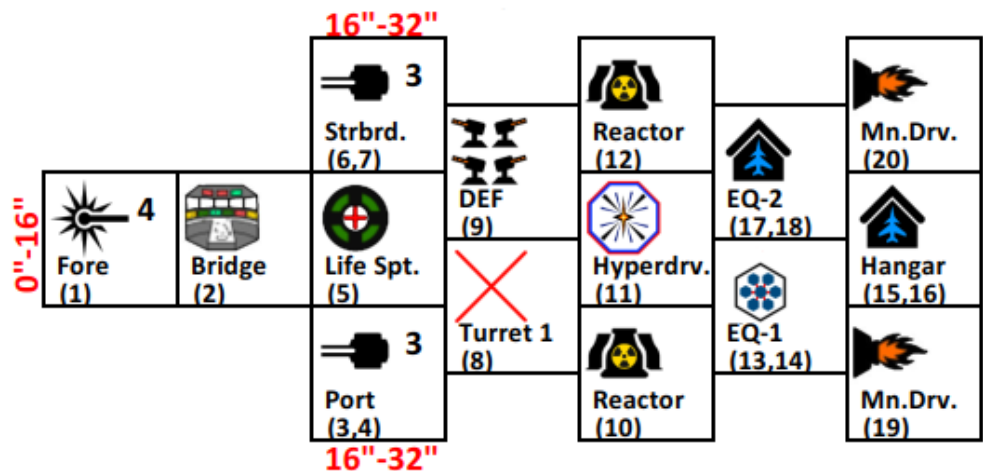 16"-32"
3
Strbrd.
(6,7)
Reactor
(12)
Mn.Drv.
(20)
0"-16"
4
Fore
(1)
Bridge
(2)
Life Spt.
(5)
DEF
(9)
Hyperdrv.
(11)
EQ-2
(17,18)
Hangar
(15,16)
Turret 1
(8)
EQ-1
(13,14)
3
Port
(3,4)
Reactor
(10)
Mn.Drv.
(19)
16"-32"